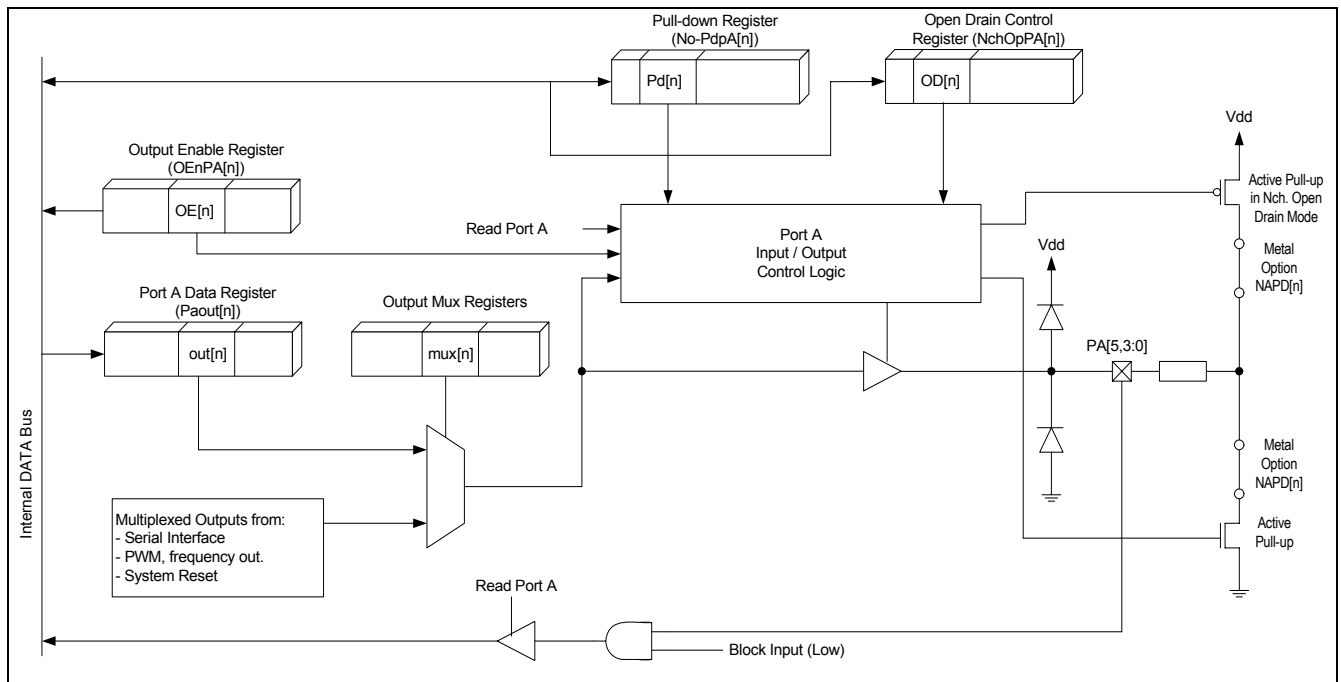 Pull-down Register
(No-PdpA[n])
Open Drain Control
Register (NchOpPA[n])
Pd[n]
OD[n]
Vdd
Output Enable Register
(OEnPA[n])
OE[n]
Active Pull-up
in Nch. Open
Drain Mode
Read Port A
Port A
Input / Output
Control Logic
Vdd
Metal
Option
NAPD[n]
Port A Data Register
(Paout[n])
Output Mux Registers
out[n]
mux[n]
PA[5,3:0]
Internal DATA Bus
Metal
Option
NAPD[n]
Multiplexed Outputs from:
- Serial Interface
- PWM, frequency out.
- System Reset
Active
Pull-up
Read Port A
Block Input (Low)